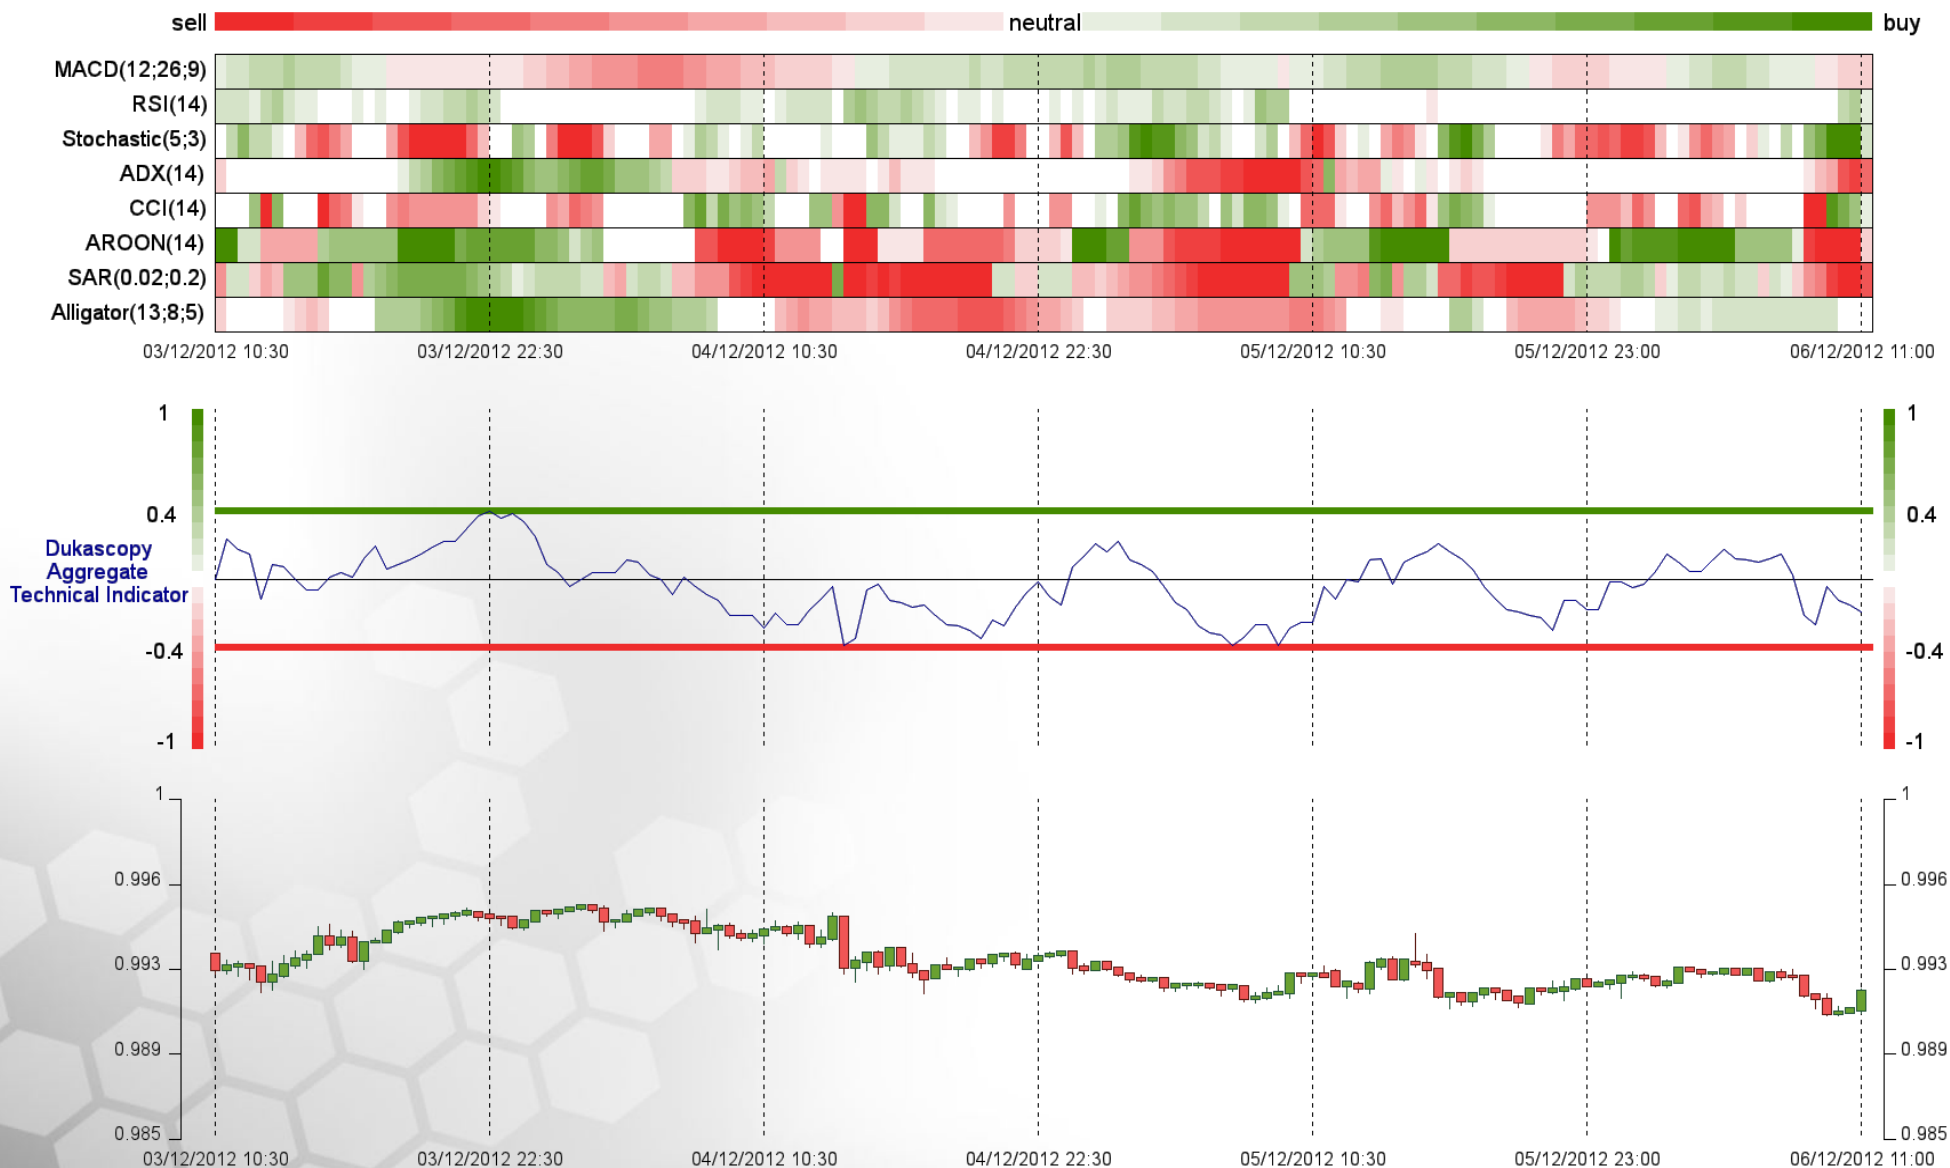 sell neutral buy
MACD(12;26;9)
RSI(14)
Stochastic(5;3)
ADX(14)
CCI(14)
AROON(14)
SAR(0.02;0.2)
Alligator(13;8;5)
03/12/2012 10:30 03/12/2012 22:30 04/12/2012 10:30 04/12/2012 22:30 05/12/2012 10:30 05/12/2012 23:00 06/12/2012 11:00
1 1
0.4 0.4
Dukascopy
Aggregate
Technical Indicator
-0.4 -0.4
-1 -1
1 1
0.996 0.996
0.993 0.993
0.989 0.989
0.985 0.985
03/12/2012 10:30 03/12/2012 22:30 04/12/2012 10:30 04/12/2012 22:30 05/12/2012 10:30 05/12/2012 23:00 06/12/2012 11:00